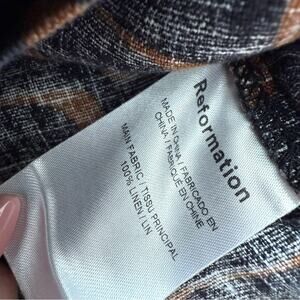 Reformation
MADE IN CHINA / FABRICADO EN
CHINA / FABRIQUÉ EN CHINE
MAIN FABRIC / TISSU PRINCIPAL
100% LINEN / LIN